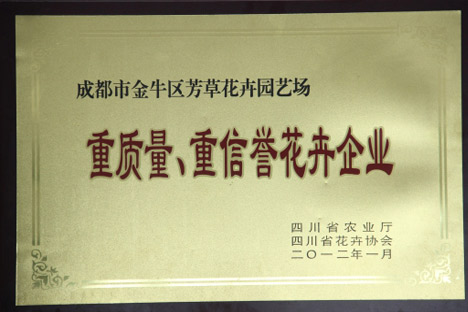 成都市金牛区芳草花卉园艺场
重质量、重信誉花卉企业
四川省农业厅
四川省花卉协会
二〇一二年一月